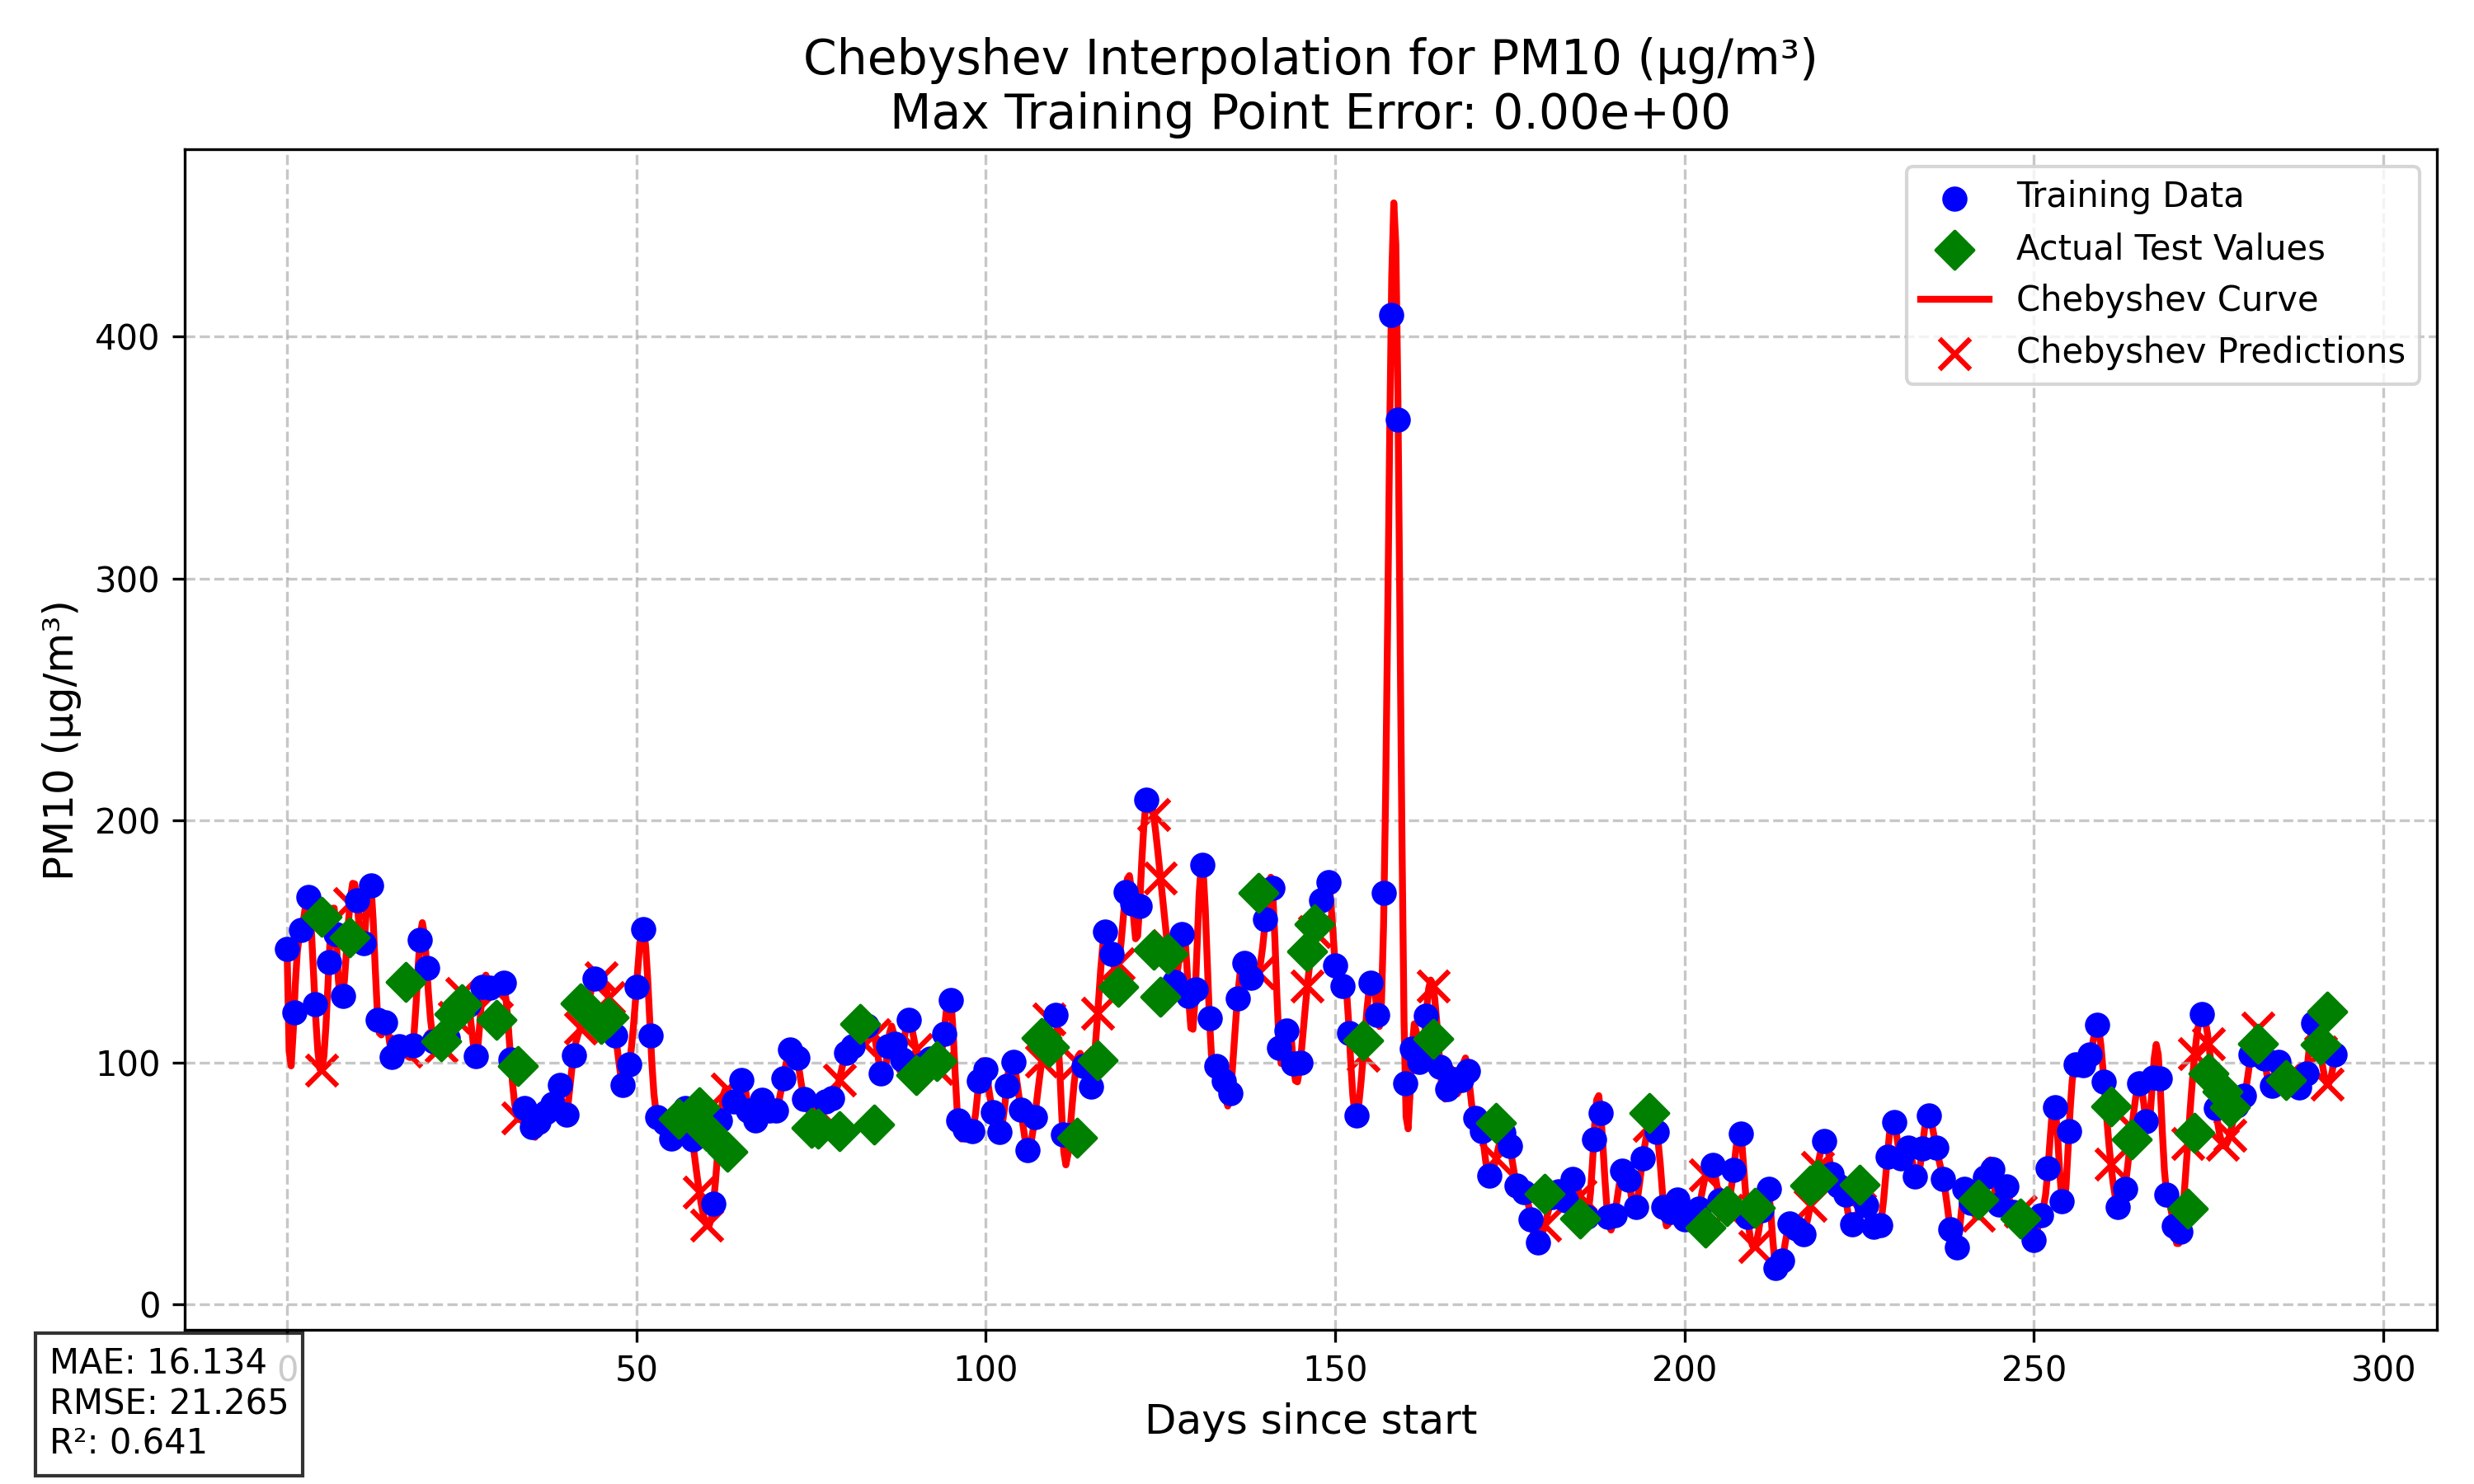 Chebyshev Interpolation for PM10 (µg/m³)
Max Training Point Error: 0.00e+00
Training Data
Actual Test Values
Chebyshev Curve
Chebyshev Predictions
PM10 (µg/m³)
400
300
200
100
0
0
50
100
150
200
250
300
Days since start
MAE: 16.134
RMSE: 21.265
R²: 0.641